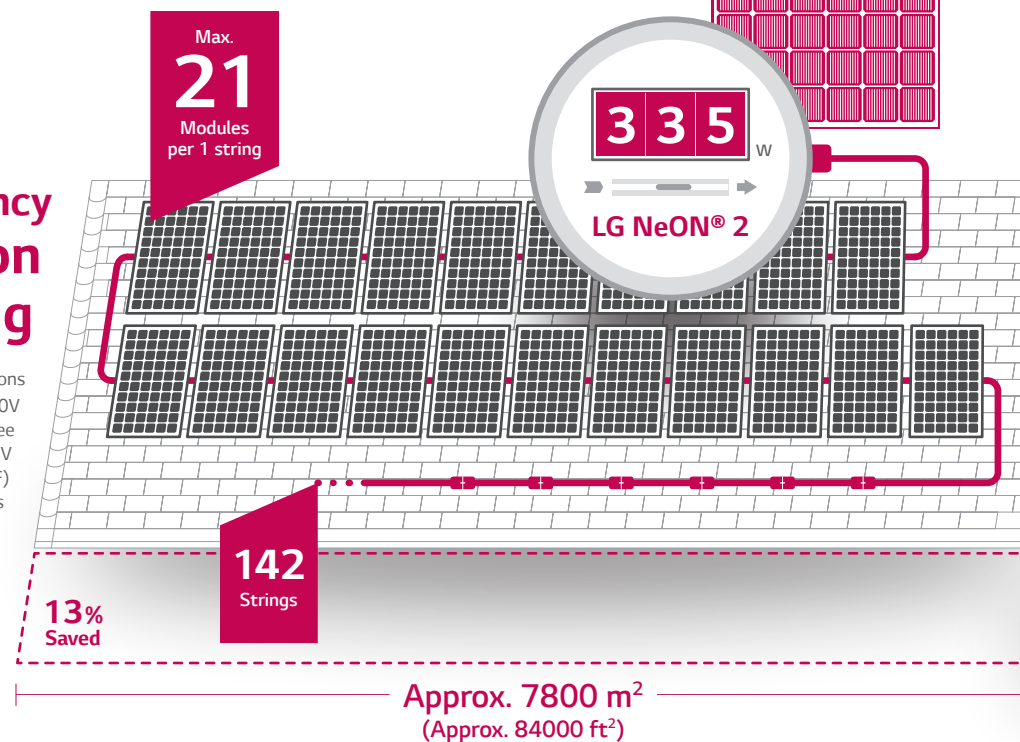 Max.
21
Modules
per 1 string
3 3 5
W
LG NeON® 2
142
Strings
13%
Saved
Approx. 7800 m²
(Approx. 84000 ft²)